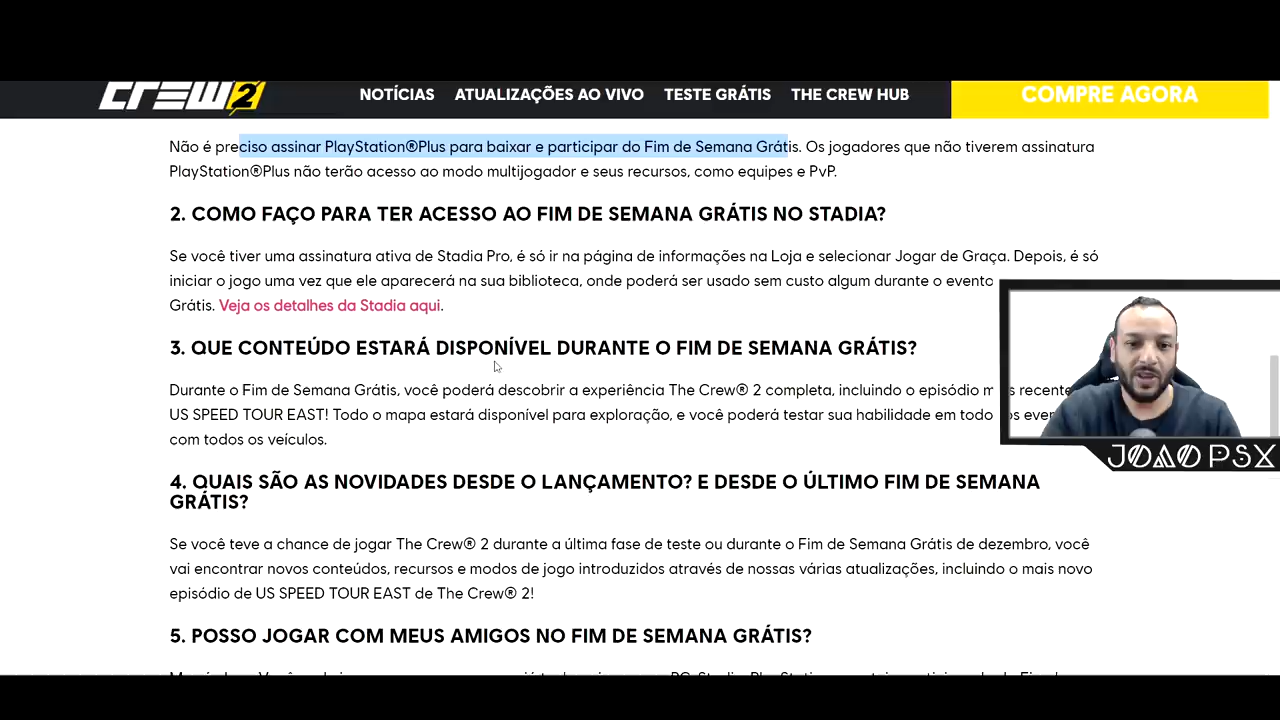 CREW 2 NOTÍCIAS ATUALIZAÇÕES AO VIVO TESTE GRÁTIS THE CREW HUB COMPRE AGORA
Não é preciso assinar PlayStation®Plus para baixar e participar do Fim de Semana Grátis. Os jogadores que não tiverem assinatura
PlayStation®Plus não terão acesso ao modo multijogador e seus recursos, como equipes e PvP.
2. COMO FAÇO PARA TER ACESSO AO FIM DE SEMANA GRÁTIS NO STADIA?
Se você tiver uma assinatura ativa de Stadia Pro, é só ir na página de informações na Loja e selecionar Jogar de Graça. Depois, é só
iniciar o jogo uma vez que ele aparecerá na sua biblioteca, onde poderá ser usado sem custo algum durante o evento
Grátis. Veja os detalhes da Stadia aqui.
3. QUE CONTEÚDO ESTARÁ DISPONÍVEL DURANTE O FIM DE SEMANA GRÁTIS?
Durante o Fim de Semana Grátis, você poderá descobrir a experiência The Crew® 2 completa, incluindo o episódio recente
US SPEED TOUR EAST! Todo o mapa estará disponível para exploração, e você poderá testar sua habilidade em todo
com todos os veículos.
JOAO PSX
4. QUAIS SÃO AS NOVIDADES DESDE O LANÇAMENTO? E DESDE O ÚLTIMO FIM DE SEMANA
GRÁTIS?
Se você teve a chance de jogar The Crew® 2 durante a última fase de teste ou durante o Fim de Semana Grátis de dezembro, você
vai encontrar novos conteúdos, recursos e modos de jogo introduzidos através de nossas várias atualizações, incluindo o mais novo
episódio de US SPEED TOUR EAST de The Crew® 2!
5. POSSO JOGAR COM MEUS AMIGOS NO FIM DE SEMANA GRÁTIS?